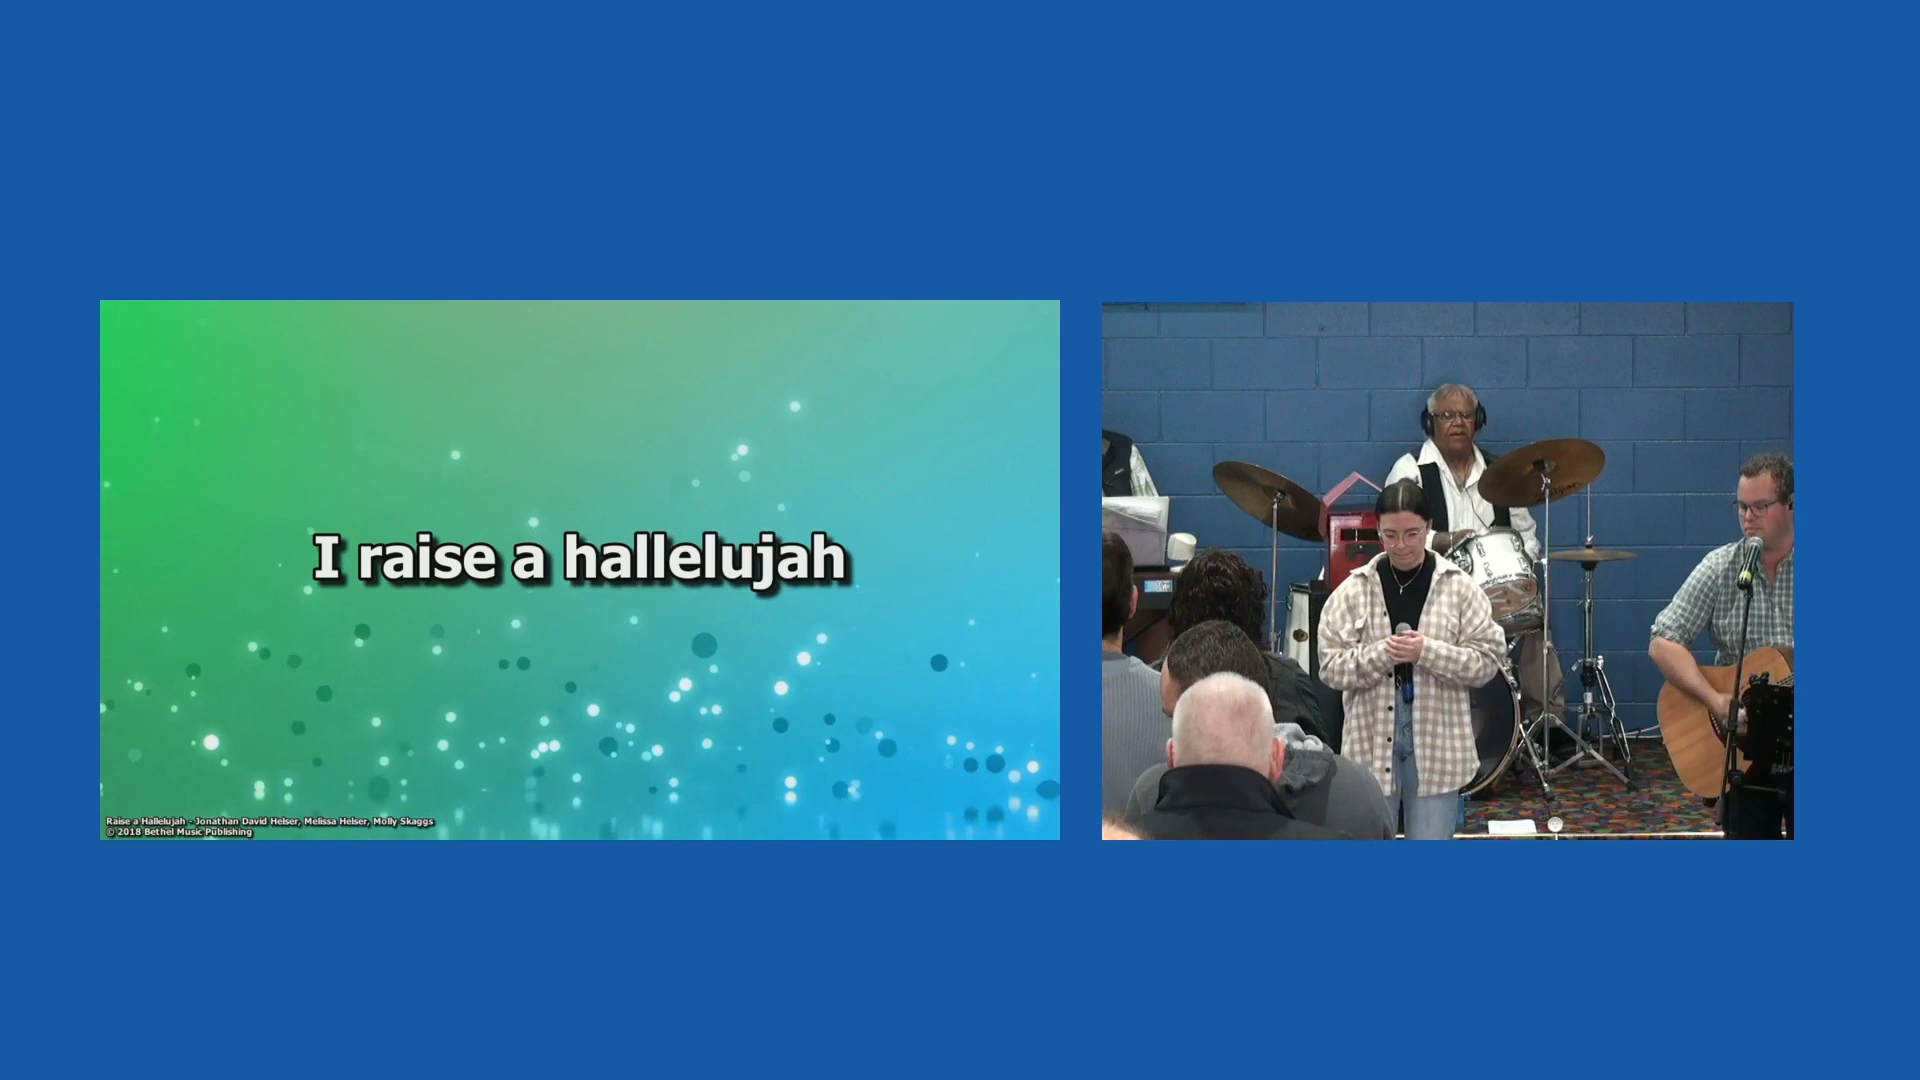 I raise a hallelujah
Raise a Hallelujah - Jonathan David Helser, Melissa Helser, Molly Skaggs
© 2018 Bethel Music Publishing